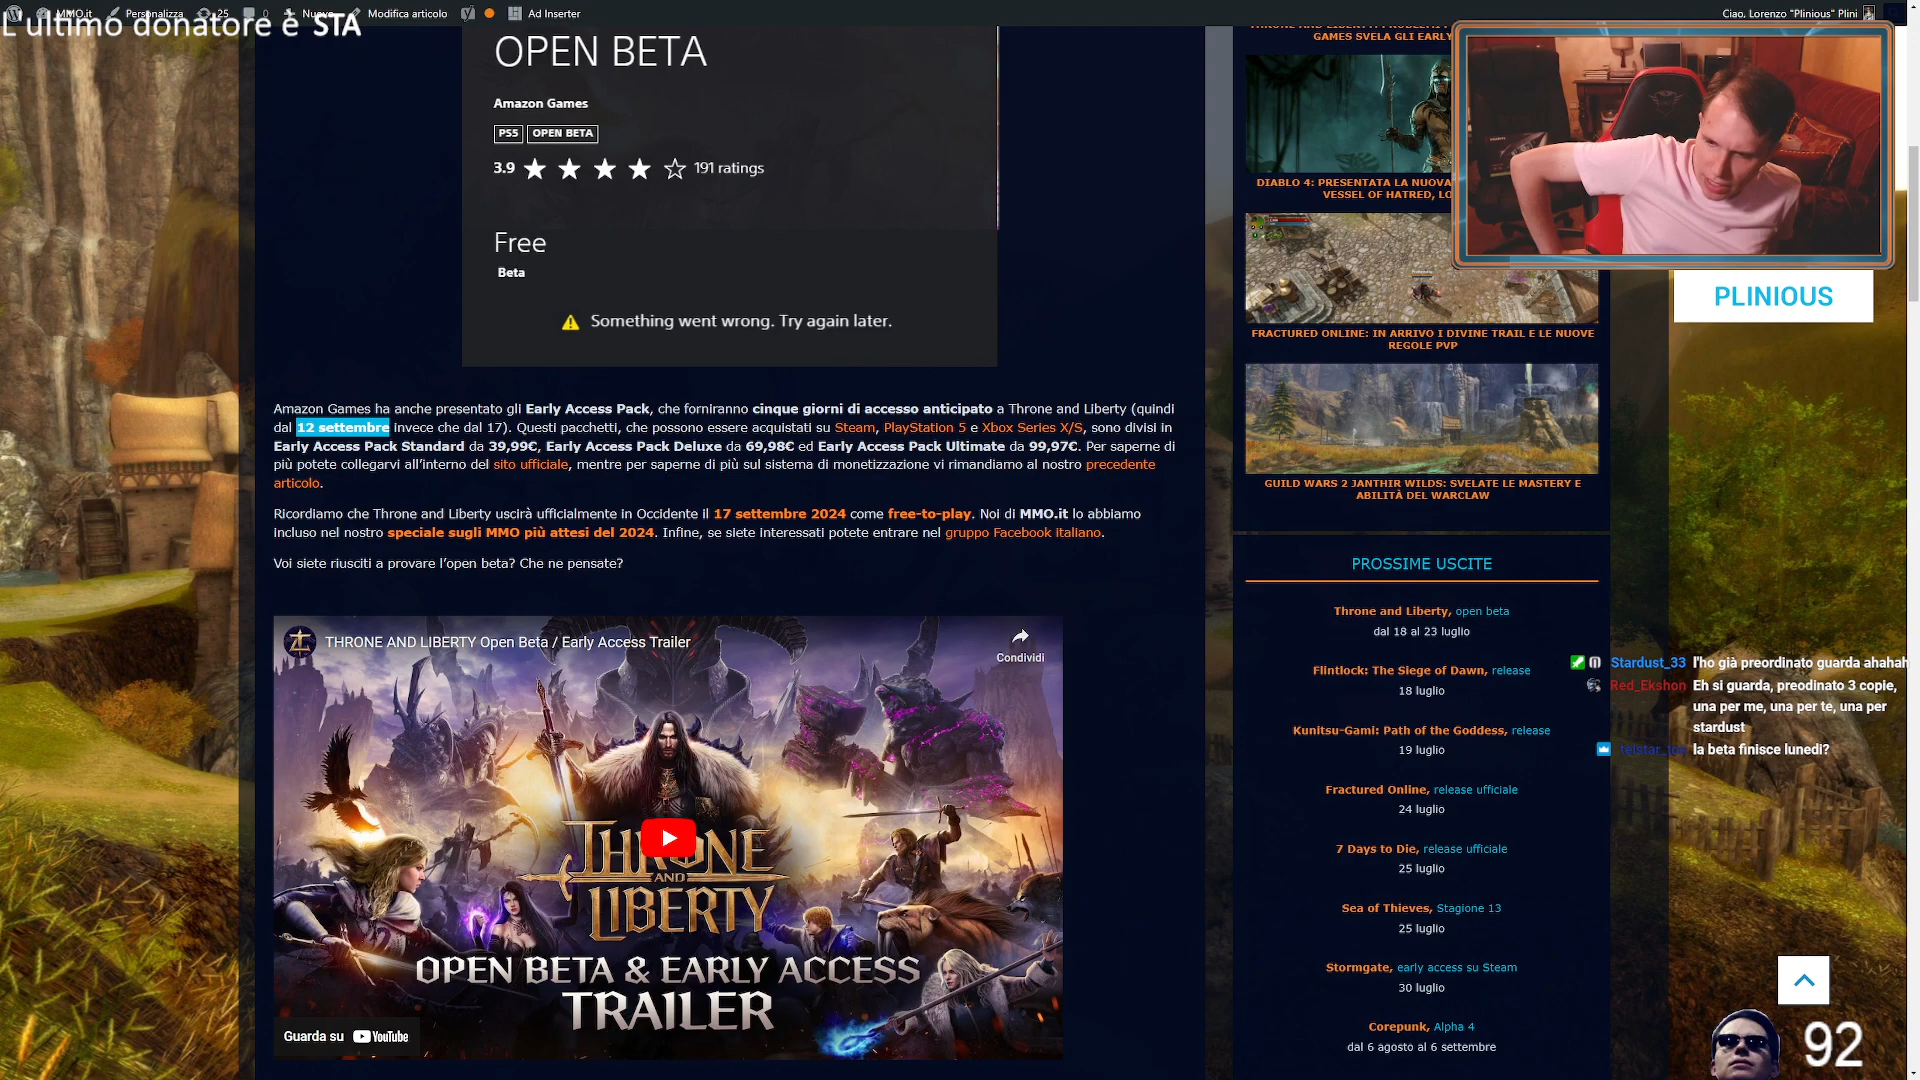 MMO.it
Personalizza
25
0
Nuovo
Modifica articolo
Ad Inserter
Ciao, Lorenzo "Plinious" Plini
L'ultimo donatore è STA
OPEN BETA
Amazon Games
PS5 OPEN BETA
3.9 191 ratings
Free
Beta
Something went wrong. Try again later.
Amazon Games ha anche presentato gli Early Access Pack, che forniranno cinque giorni di accesso anticipato a Throne and Liberty (quindi
dal 12 settembre invece che dal 17). Questi pacchetti, che possono essere acquistati su Steam, PlayStation 5 e Xbox Series X/S, sono divisi in
Early Access Pack Standard da 39,99€, Early Access Pack Deluxe da 69,98€ ed Early Access Pack Ultimate da 99,97€. Per saperne di
più potete collegarvi all'interno del sito ufficiale, mentre per saperne di più sul sistema di monetizzazione vi rimandiamo al nostro precedente
articolo.
Ricordiamo che Throne and Liberty uscirà ufficialmente in Occidente il 17 settembre 2024 come free-to-play. Noi di MMO.it lo abbiamo
incluso nel nostro speciale sugli MMO più attesi del 2024. Infine, se siete interessati potete entrare nel gruppo Facebook italiano.
Voi siete riusciti a provare l'open beta? Che ne pensate?
THRONE AND LIBERTY Open Beta / Early Access Trailer
Condividi
THRONE
AND
LIBERTY
OPEN BETA & EARLY ACCESS
TRAILER
Guarda su YouTube
GAMES SVELA GLI EARLY
DIABLO 4: PRESENTATA LA NUOVA
VESSEL OF HATRED, LO
FRACTURED ONLINE: IN ARRIVO I DIVINE TRAIL E LE NUOVE
REGOLE PVP
GUILD WARS 2 JANTHIR WILDS: SVELATE LE MASTERY E
ABILITÀ DEL WARCLAW
PROSSIME USCITE
Throne and Liberty, open beta
dal 18 al 23 luglio
Flintlock: The Siege of Dawn, release
18 luglio
Kunitsu-Gami: Path of the Goddess, release
19 luglio
Fractured Online, release ufficiale
24 luglio
7 Days to Die, release ufficiale
25 luglio
Sea of Thieves, Stagione 13
25 luglio
Stormgate, early access su Steam
30 luglio
Corepunk, Alpha 4
dal 6 agosto al 6 settembre
PLINIOUS
Stardust_33 l'ho già preordinato guarda ahahah
Red_Ekshon Eh si guarda, preodinato 3 copie,
una per me, una per te, una per
stardust
la beta finisce lunedi?
92